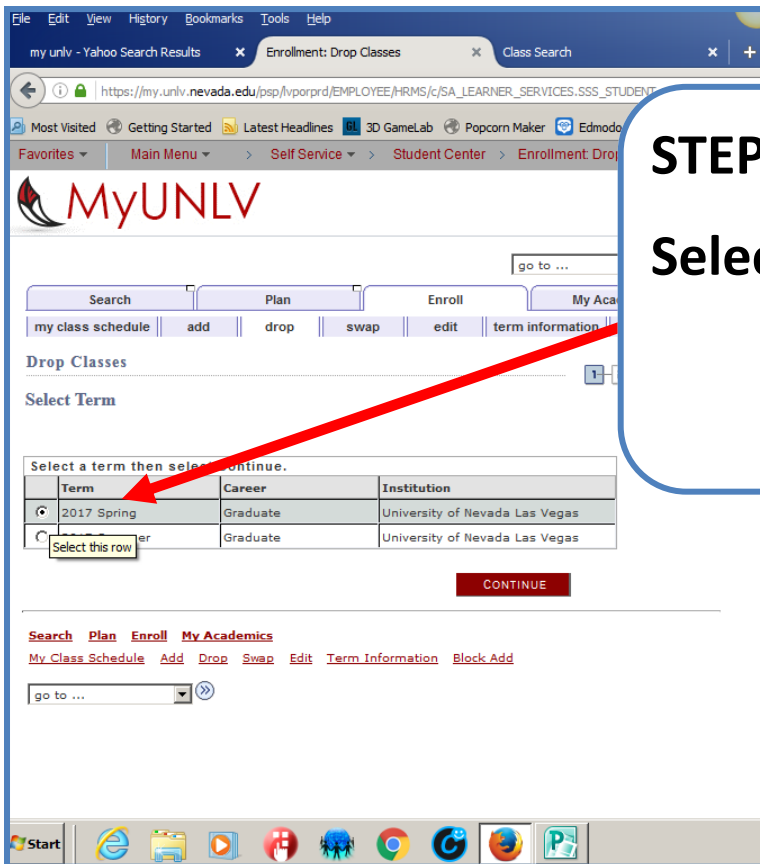 File Edit View History Bookmarks Tools Help
my unlv - Yahoo Search Results × Enrollment: Drop Classes × Class Search × +
https://my.unlv.nevada.edu/psp/lvporprd/EMPLOYEE/HRMS/c/SA_LEARNER_SERVICES.SSS_STUDENT
Most Visited Getting Started Latest Headlines GL 3D GameLab Popcorn Maker Edmodo
Favorites Main Menu > Self Service > Student Center > Enrollment: Drop
STEP
MyUNLV
Selec
go to ...
Search Plan Enroll My Aca
my class schedule add drop swap edit term information
Drop Classes
1
Select Term
Select a term then select Continue.
Term Career Institution
2017 Spring Graduate University of Nevada Las Vegas
er Graduate University of Nevada Las Vegas
Select this row
CONTINUE
Search Plan Enroll My Academics
My Class Schedule Add Drop Swap Edit Term Information Block Add
go to ...
Start